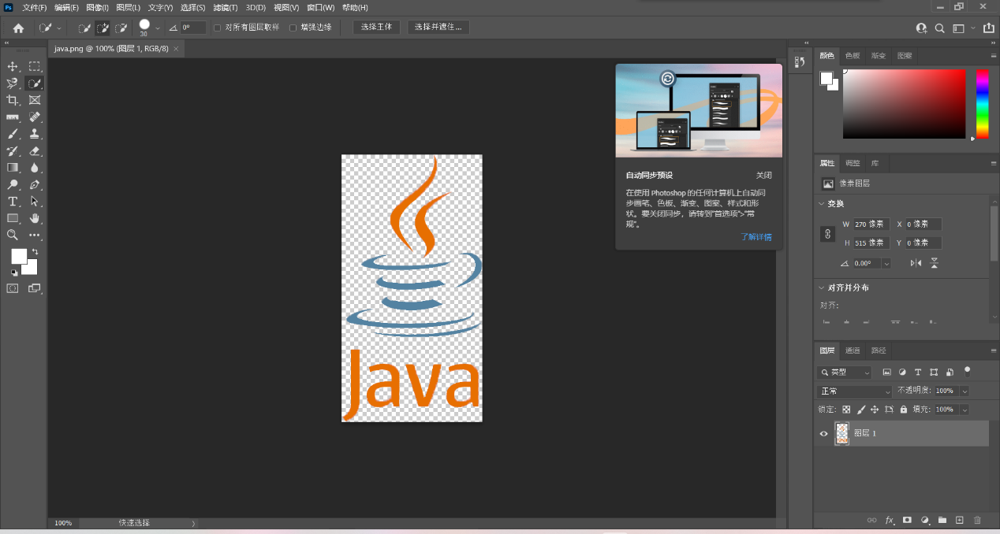 Ps 文件(F) 编辑(E) 图像(I) 图层(L) 文字(Y) 选择(S) 滤镜(T) 3D(D) 视图(V) 窗口(W) 帮助(H)
30 0° 对所有图层取样 增强边缘 选择主体 选择并遮住...
java.png @ 100% (图层 1, RGB/8) ×
颜色 色板 渐变 图案
自动同步预设 关闭
在使用 Photoshop 的任何计算机上自动同
步画笔、色板、渐变、图案、样式和形
状。要关闭同步，请转到"首选项">"常
规"。
了解详情
Java
属性 调整 库
像素图层
变换
W 270 像素 X 0 像素
H 515 像素 Y 0 像素
0.00°
对齐并分布
对齐:
图层 通道 路径
类型
正常 不透明度: 100%
锁定: 填充: 100%
图层 1
fx
100% 快速选择